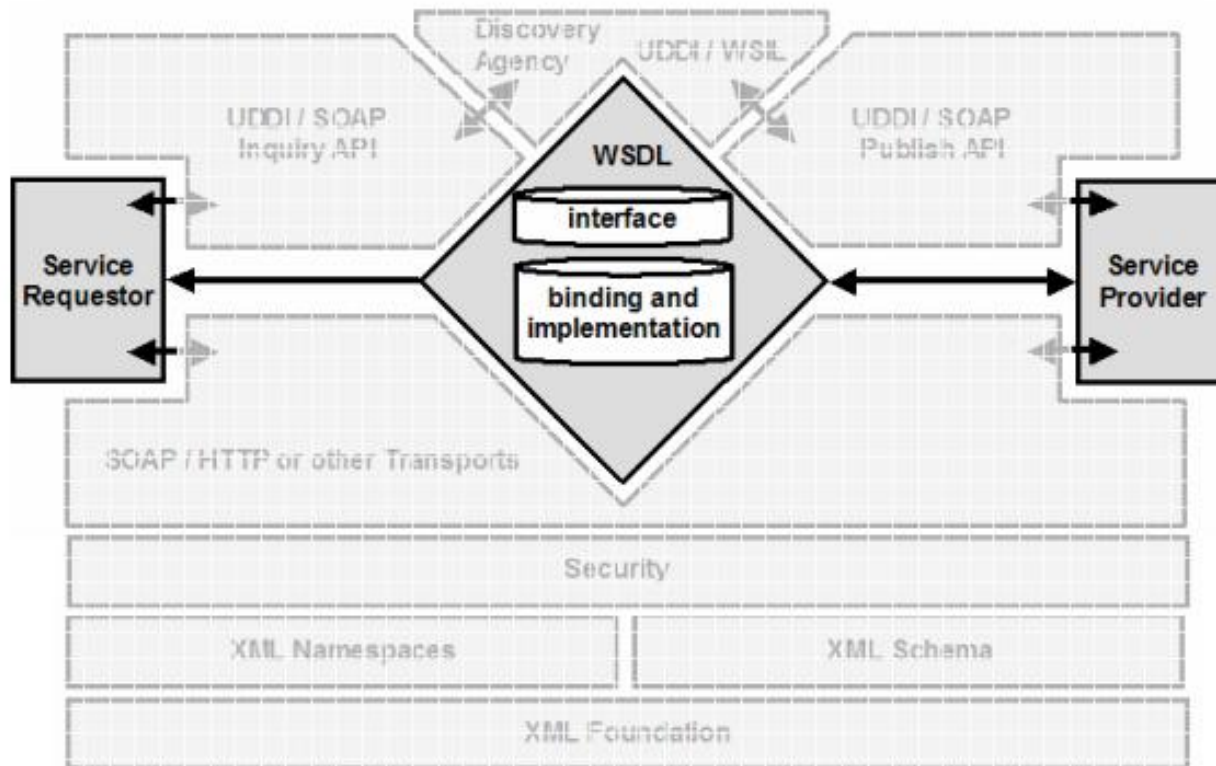 Discovery
Agency
UDDI / WSIL
UDDI / SOAP
Inquiry API
UDDI / SOAP
Publish API
WSDL
interface
binding and
implementation
Service
Requestor
Service
Provider
SOAP / HTTP or other Transports
Security
XML Namespaces
XML Schema
XML Foundation